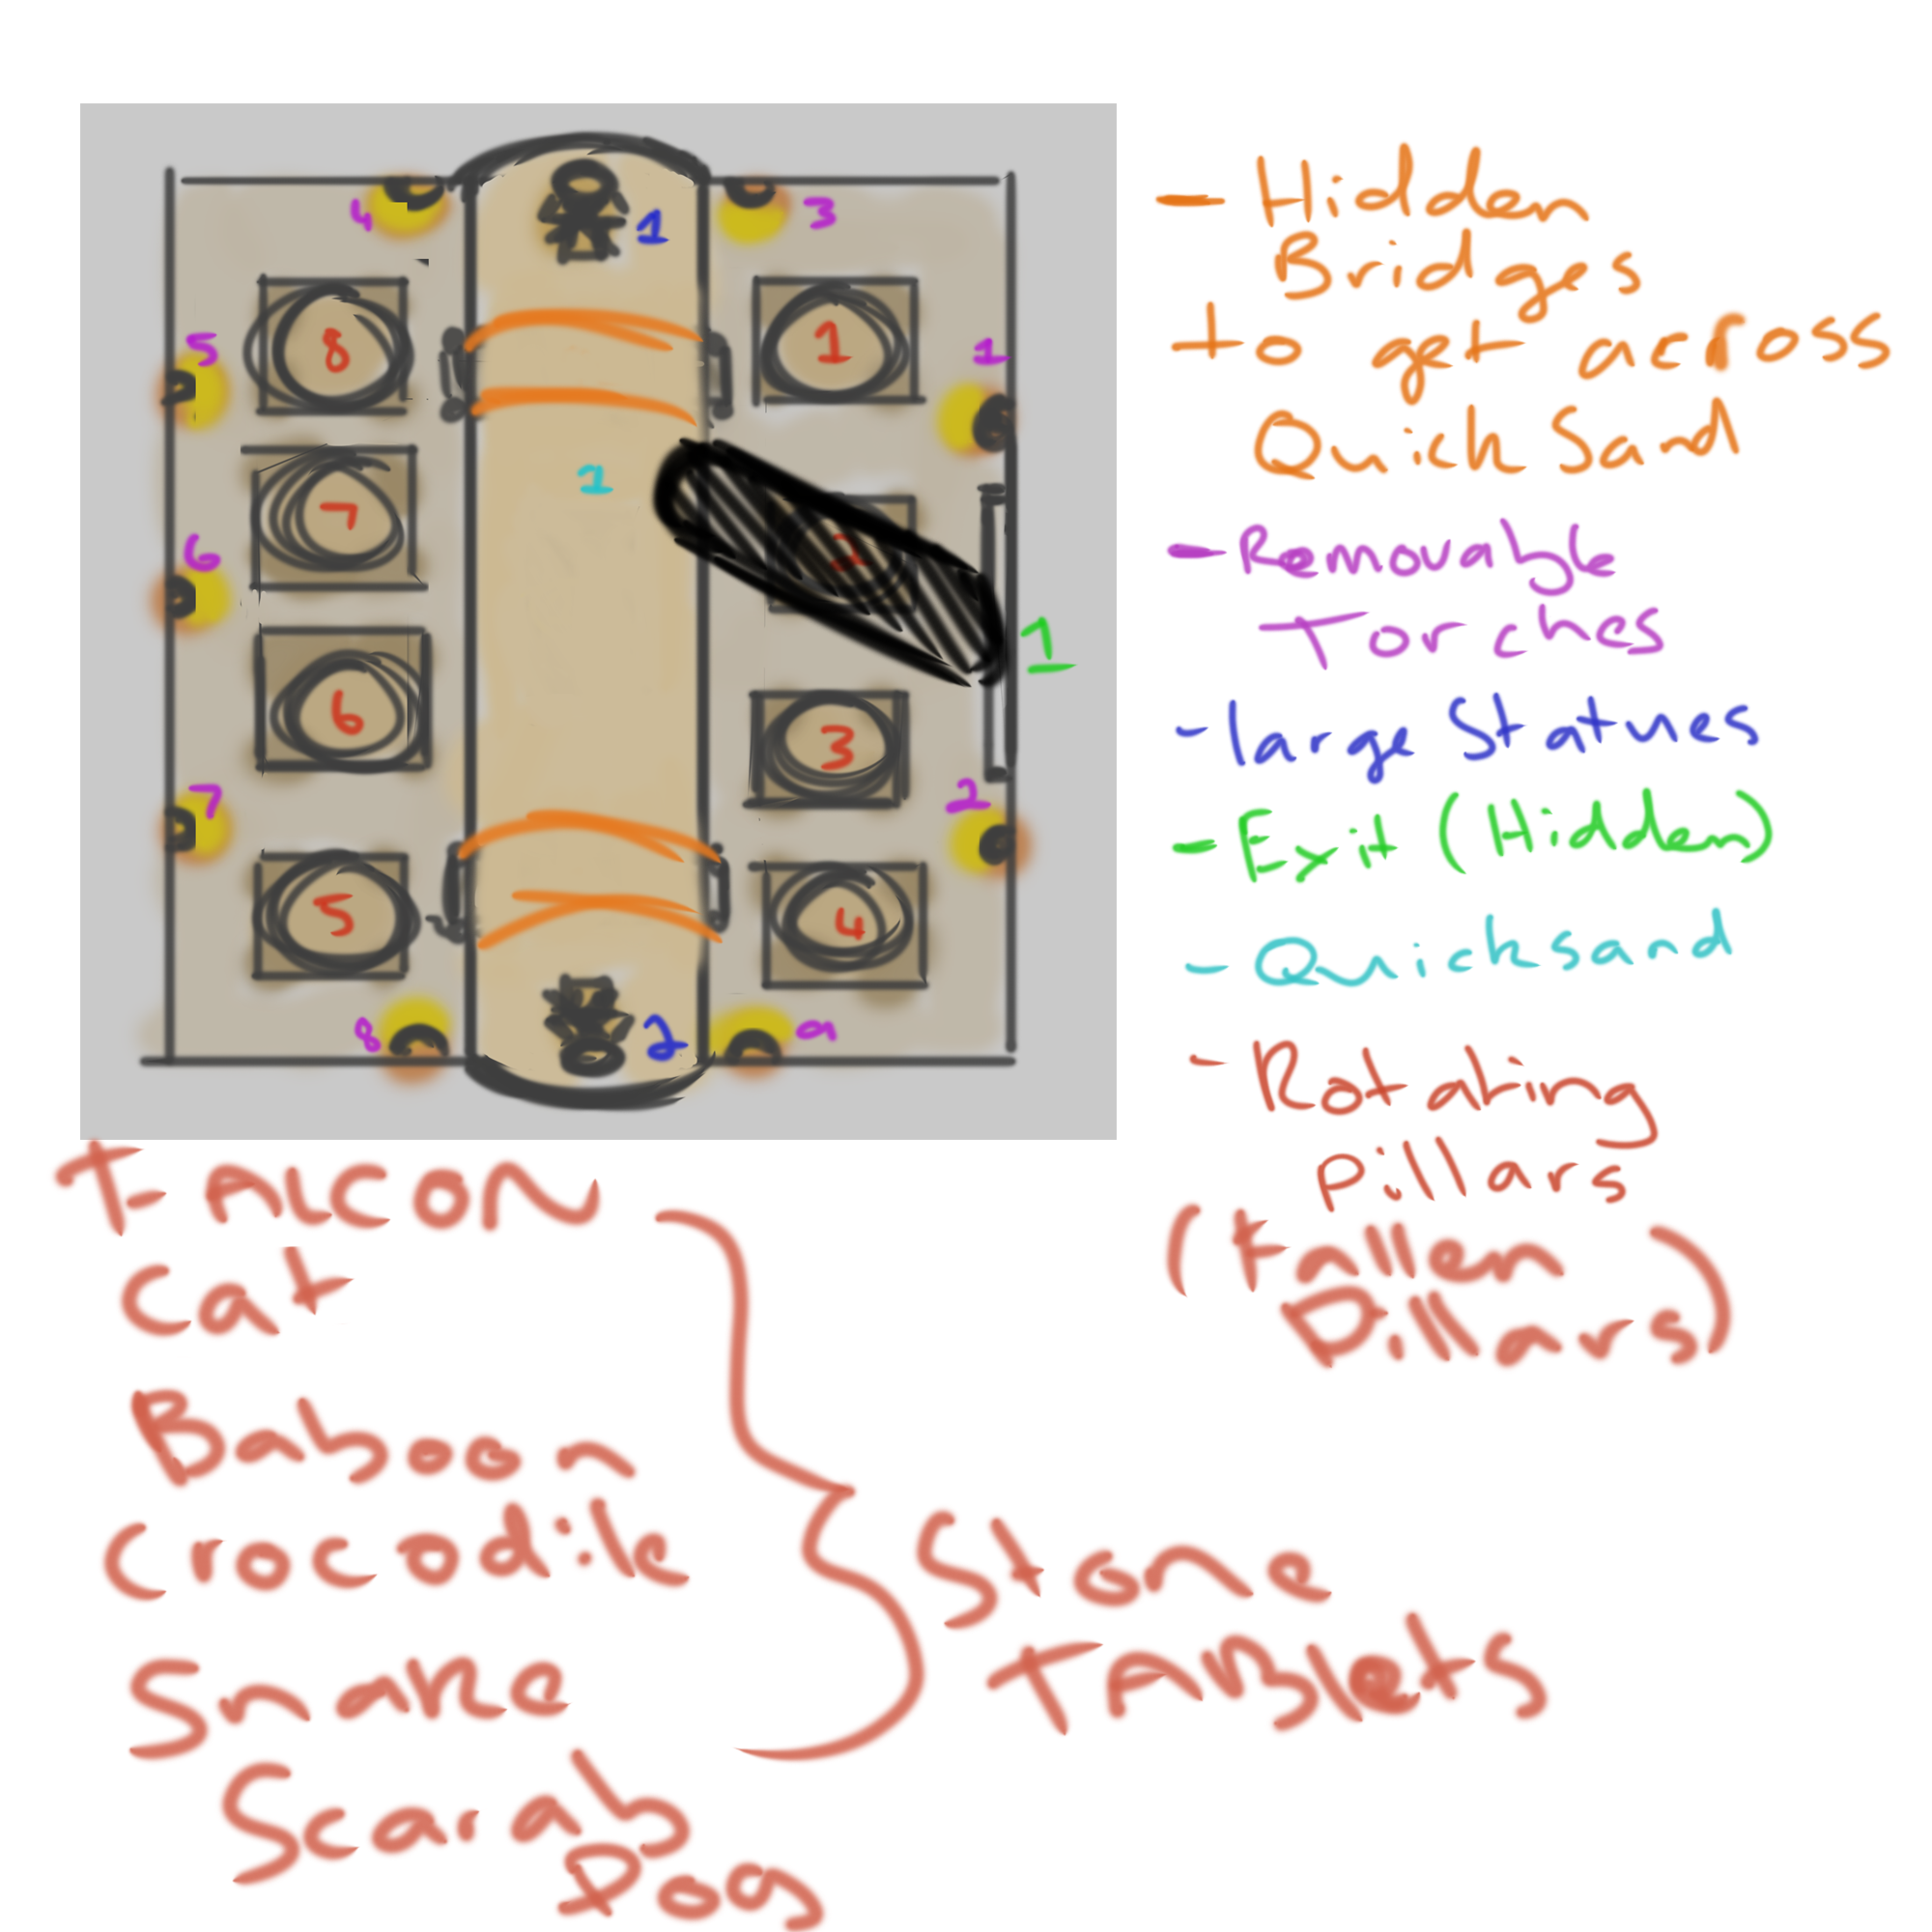 4
3
1
8
1
5
1
1
7
2
6
1
6
3
7
2
5
4
8
2
9
- Hidden
Bridges
to get across
Quick Sand
- Removable
Torches
- large Statues
- Exit (Hidden)
- Quicksand
- Rotating
Pillars
(Fallen
Pillars)
FALCON
Cat
Baboon
Crocodile
Snake
Scarab
Dog
Stone
TABlets